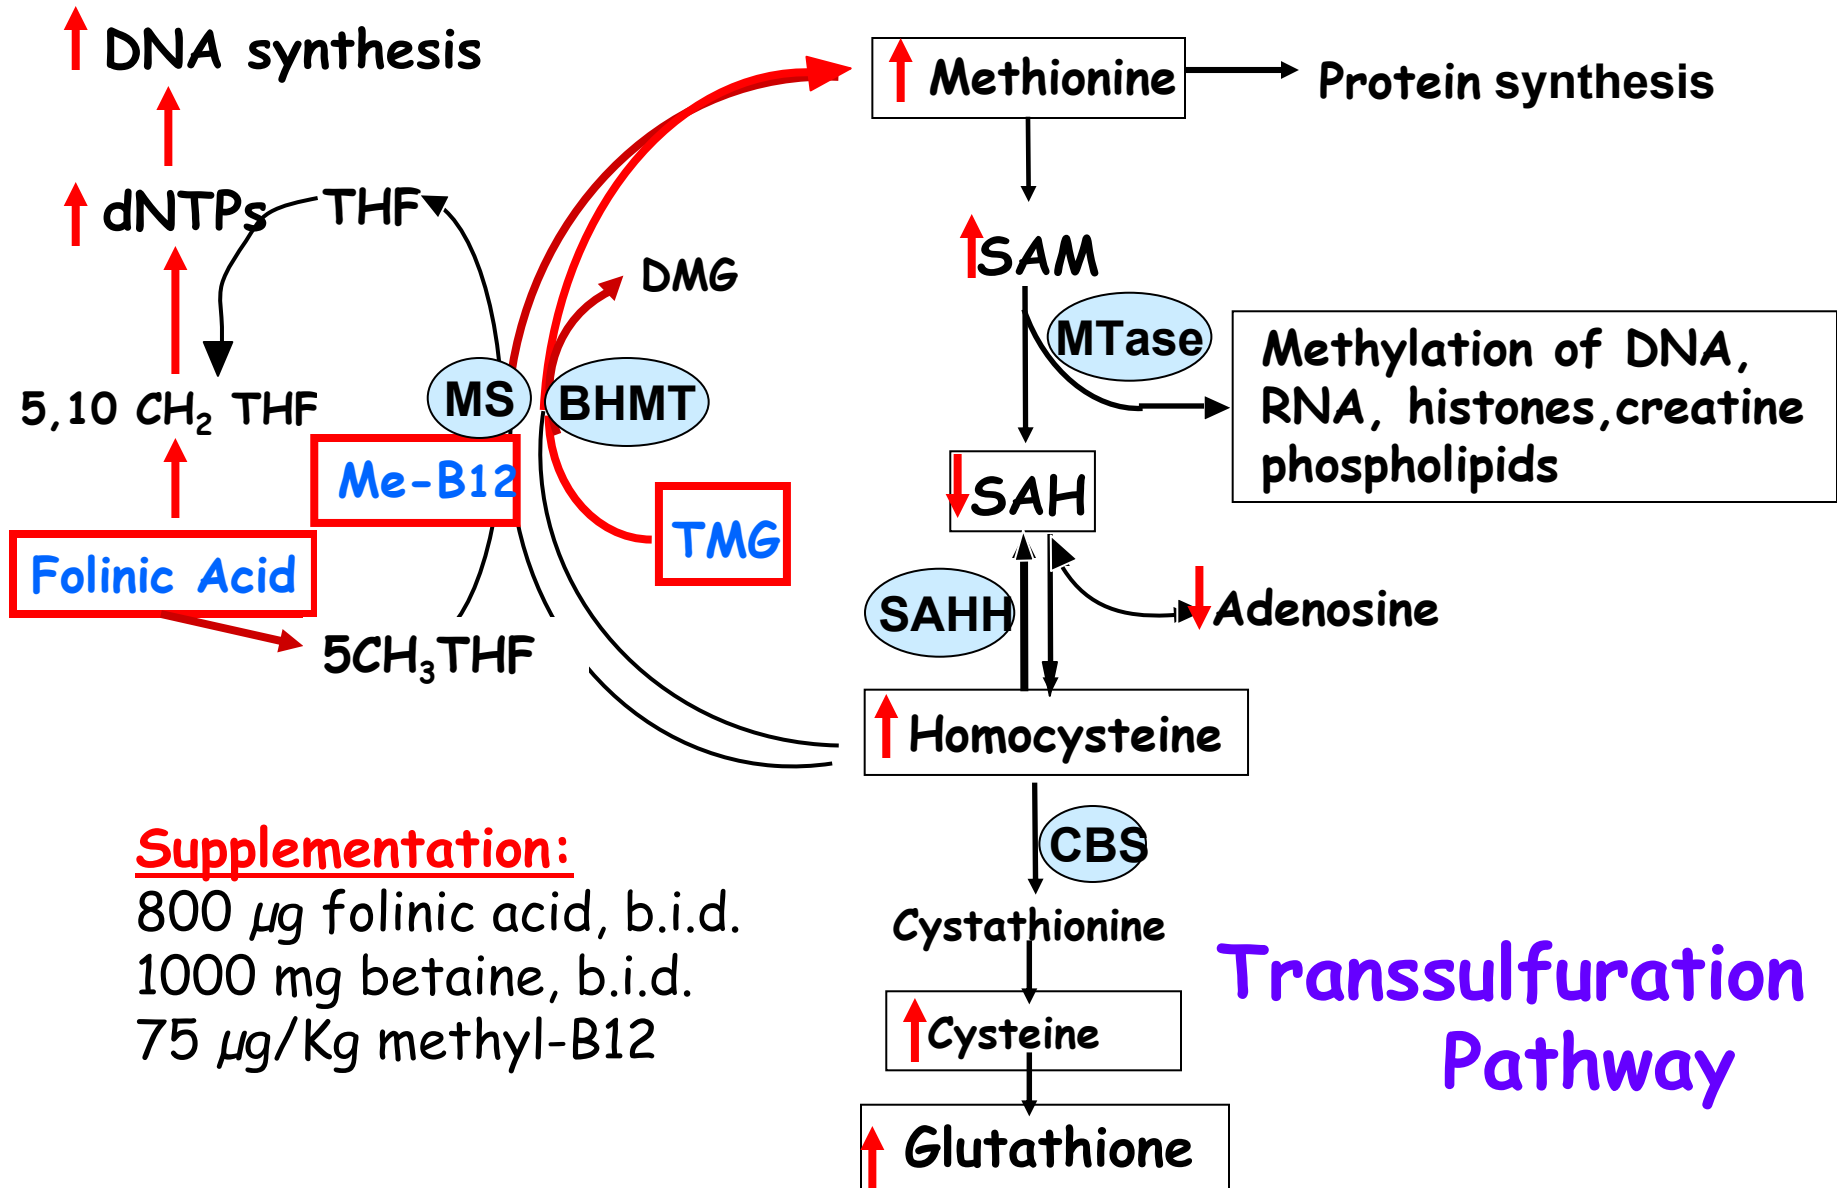 DNA synthesis
dNTPs
THF
5,10 CH₂ THF
Folinic Acid
5CH₃THF
MS
Me-B12
BHMT
DMG
TMG
Methionine
Protein synthesis
SAM
MTase
Methylation of DNA,
RNA, histones,creatine
phospholipids
SAH
SAHH
Adenosine
Homocysteine
CBS
Cystathionine
Cysteine
Glutathione
Supplementation:
800 µg folinic acid, b.i.d.
1000 mg betaine, b.i.d.
75 µg/Kg methyl-B12
Transsulfuration
Pathway